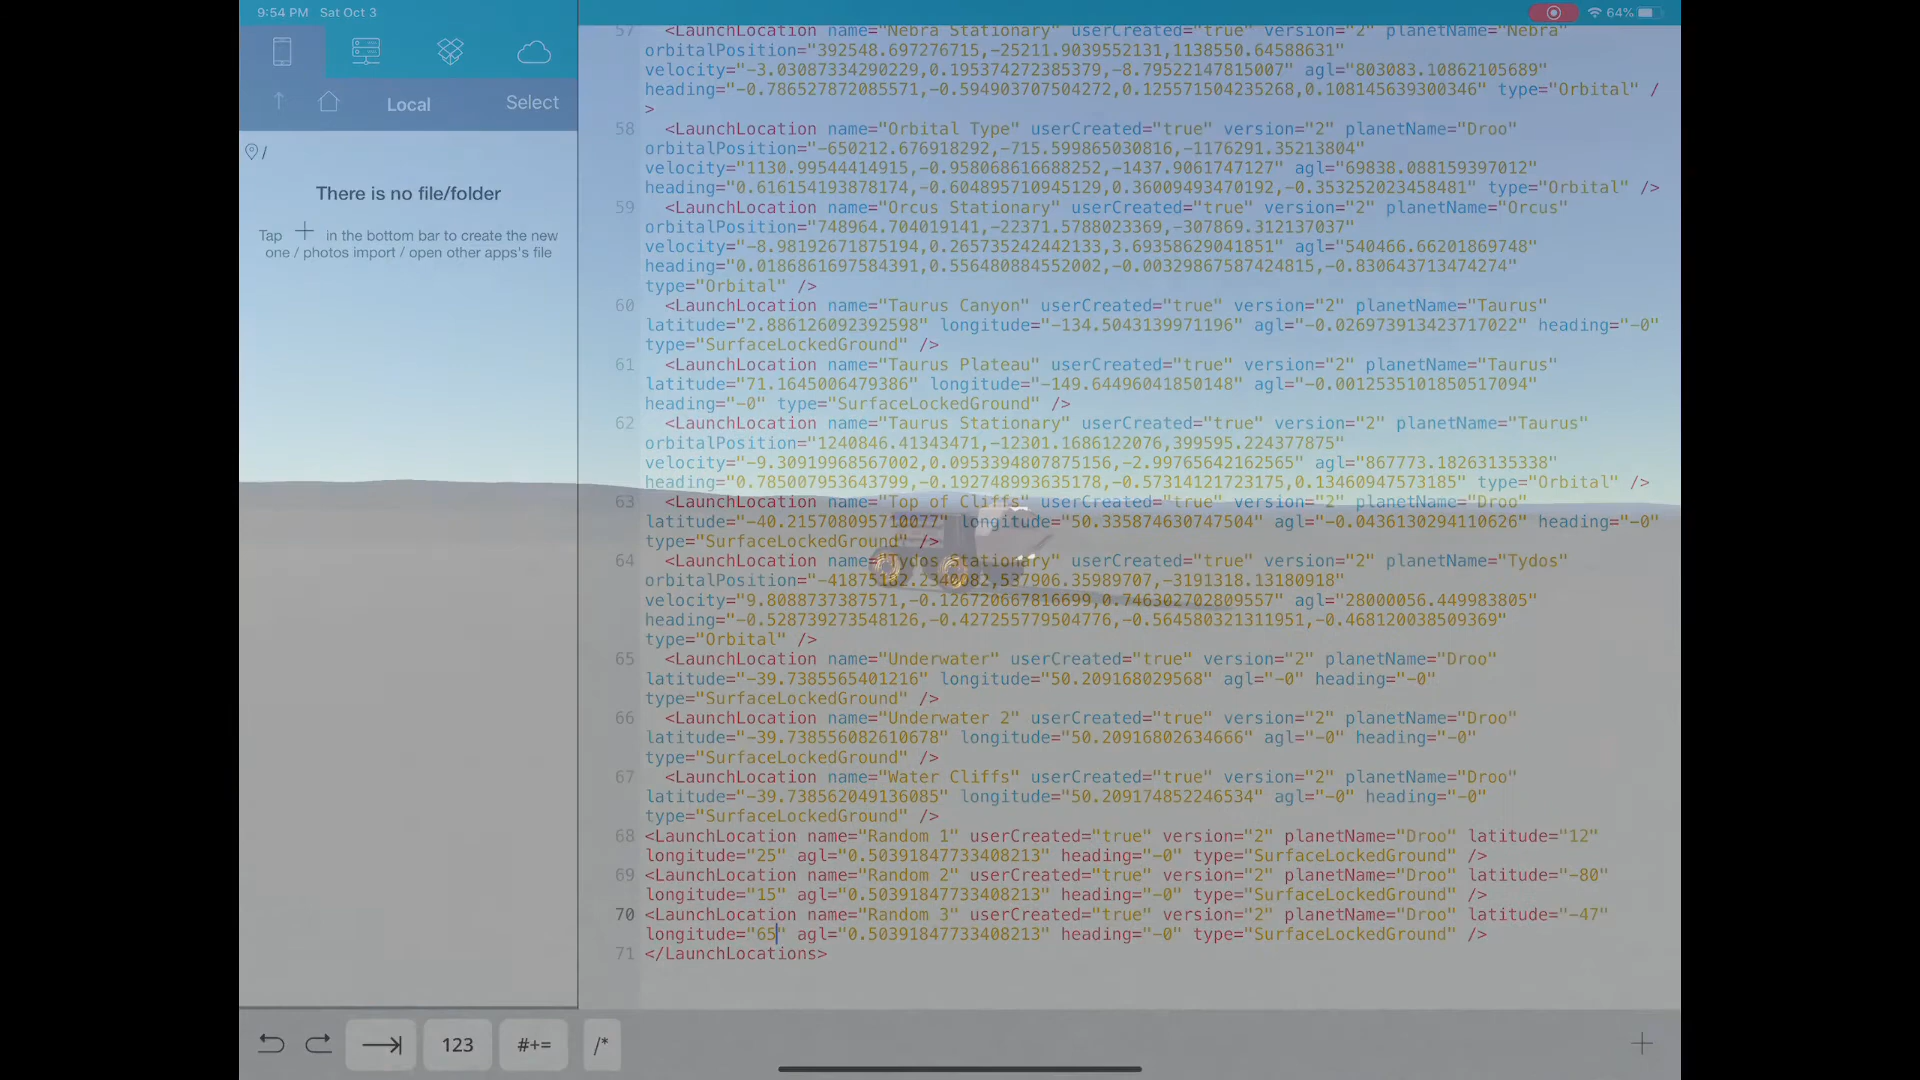 9:54 PM Sat Oct 3
64%
Local
Select
/
There is no file/folder
Tap + in the bottom bar to create the new
one / photos import / open other apps's file
57 <LaunchLocation name="Nebra Stationary" userCreated="true" version="2" planetName="Nebra"
orbitalPosition="392548.697276715,-25211.9039552131,1138550.64588631"
velocity="-3.03087334290229,0.195374272385379,-8.79522147815007" agl="803083.10862105689"
heading="-0.786527872085571,-0.594903707504272,0.125571504235268,0.108145639300346" type="Orbital" /
>
58 <LaunchLocation name="Orbital Type" userCreated="true" version="2" planetName="Droo"
orbitalPosition="-650212.676918292,-715.599865030816,-1176291.35213804"
velocity="1130.99544414915,-0.958068616688252,-1437.9061747127" agl="69838.088159397012"
heading="0.616154193878174,-0.604895710945129,0.36009493470192,-0.353252023458481" type="Orbital" />
59 <LaunchLocation name="Orcus Stationary" userCreated="true" version="2" planetName="Orcus"
orbitalPosition="748964.704019141,-22371.5788023369,-307869.312137037"
velocity="-8.98192671875194,0.265735242442133,3.69358629041851" agl="540466.66201869748"
heading="0.0186861697584391,0.556480884552002,-0.00329867587424815,-0.830643713474274"
type="Orbital" />
60 <LaunchLocation name="Taurus Canyon" userCreated="true" version="2" planetName="Taurus"
latitude="2.886126092392598" longitude="-134.5043139971196" agl="-0.026973913423717022" heading="-0"
type="SurfaceLockedGround" />
61 <LaunchLocation name="Taurus Plateau" userCreated="true" version="2" planetName="Taurus"
latitude="71.1645006479386" longitude="-149.64496041850148" agl="-0.0012535101850517094"
heading="-0" type="SurfaceLockedGround" />
62 <LaunchLocation name="Taurus Stationary" userCreated="true" version="2" planetName="Taurus"
orbitalPosition="1240846.41343471,-12301.1686122076,399595.224377875"
velocity="-9.30919968567002,0.0953394807875156,-2.99765642162565" agl="867773.18263135338"
heading="0.785007953643799,-0.192748993635178,-0.57314121723175,0.13460947573185" type="Orbital" />
63 <LaunchLocation name="Top of Cliffs" userCreated="true" version="2" planetName="Droo"
latitude="-40.215708095710077" longitude="50.335874630747504" agl="-0.0436130294110626" heading="-0"
type="SurfaceLockedGround" />
64 <LaunchLocation name="Tydos Stationary" userCreated="true" version="2" planetName="Tydos"
orbitalPosition="-41875182.2340082,537906.35989707,-3191318.13180918"
velocity="9.8088737387571,-0.126720667816699,0.746302702809557" agl="28000056.449983805"
heading="-0.528739273548126,-0.427255779504776,-0.564580321311951,-0.468120038509369"
type="Orbital" />
65 <LaunchLocation name="Underwater" userCreated="true" version="2" planetName="Droo"
latitude="-39.7385565401216" longitude="50.209168029568" agl="-0" heading="-0"
type="SurfaceLockedGround" />
66 <LaunchLocation name="Underwater 2" userCreated="true" version="2" planetName="Droo"
latitude="-39.738556082610678" longitude="50.20916802634666" agl="-0" heading="-0"
type="SurfaceLockedGround" />
67 <LaunchLocation name="Water Cliffs" userCreated="true" version="2" planetName="Droo"
latitude="-39.738562049136085" longitude="50.209174852246534" agl="-0" heading="-0"
type="SurfaceLockedGround" />
68 <LaunchLocation name="Random 1" userCreated="true" version="2" planetName="Droo" latitude="12"
longitude="25" agl="0.50391847733408213" heading="-0" type="SurfaceLockedGround" />
69 <LaunchLocation name="Random 2" userCreated="true" version="2" planetName="Droo" latitude="-80"
longitude="15" agl="0.50391847733408213" heading="-0" type="SurfaceLockedGround" />
70 <LaunchLocation name="Random 3" userCreated="true" version="2" planetName="Droo" latitude="-47"
longitude="65" agl="0.50391847733408213" heading="-0" type="SurfaceLockedGround" />
71 </LaunchLocations>
123 #+= /*